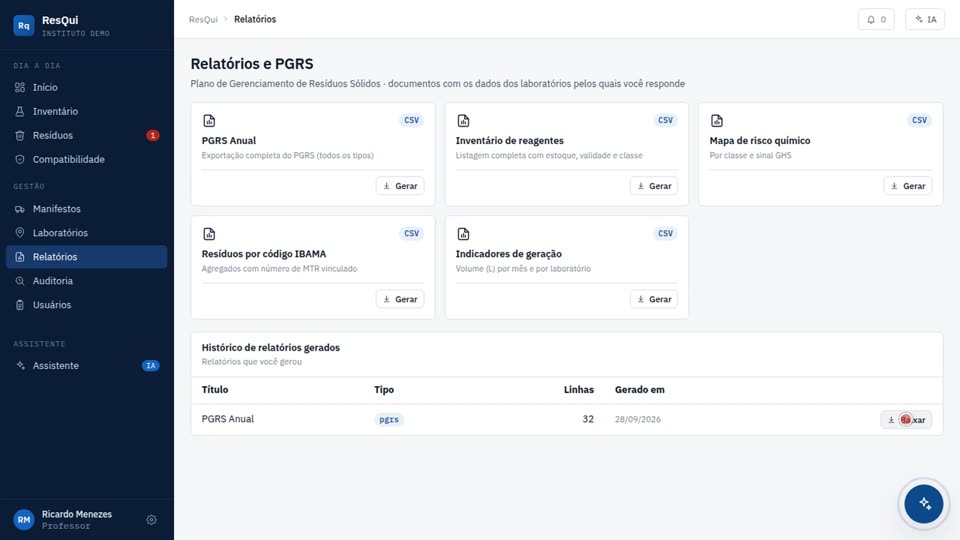 Rq
ResQui
INSTITUTO DEMO
DIA A DIA
Início
Inventário
Resíduos 1
Compatibilidade
GESTÃO
Manifestos
Laboratórios
Relatórios
Auditoria
Usuários
ASSISTENTE
Assistente IA
RM
Ricardo Menezes
Professor
ResQui Relatórios
0
IA
Relatórios e PGRS
Plano de Gerenciamento de Resíduos Sólidos · documentos com os dados dos laboratórios pelos quais você responde
CSV
PGRS Anual
Exportação completa do PGRS (todos os tipos)
Gerar
CSV
Inventário de reagentes
Listagem completa com estoque, validade e classe
Gerar
CSV
Mapa de risco químico
Por classe e sinal GHS
Gerar
CSV
Resíduos por código IBAMA
Agregados com número de MTR vinculado
Gerar
CSV
Indicadores de geração
Volume (L) por mês e por laboratório
Gerar
Histórico de relatórios gerados
Relatórios que você gerou
Título Tipo Linhas Gerado em
PGRS Anual pgrs 32 28/09/2026